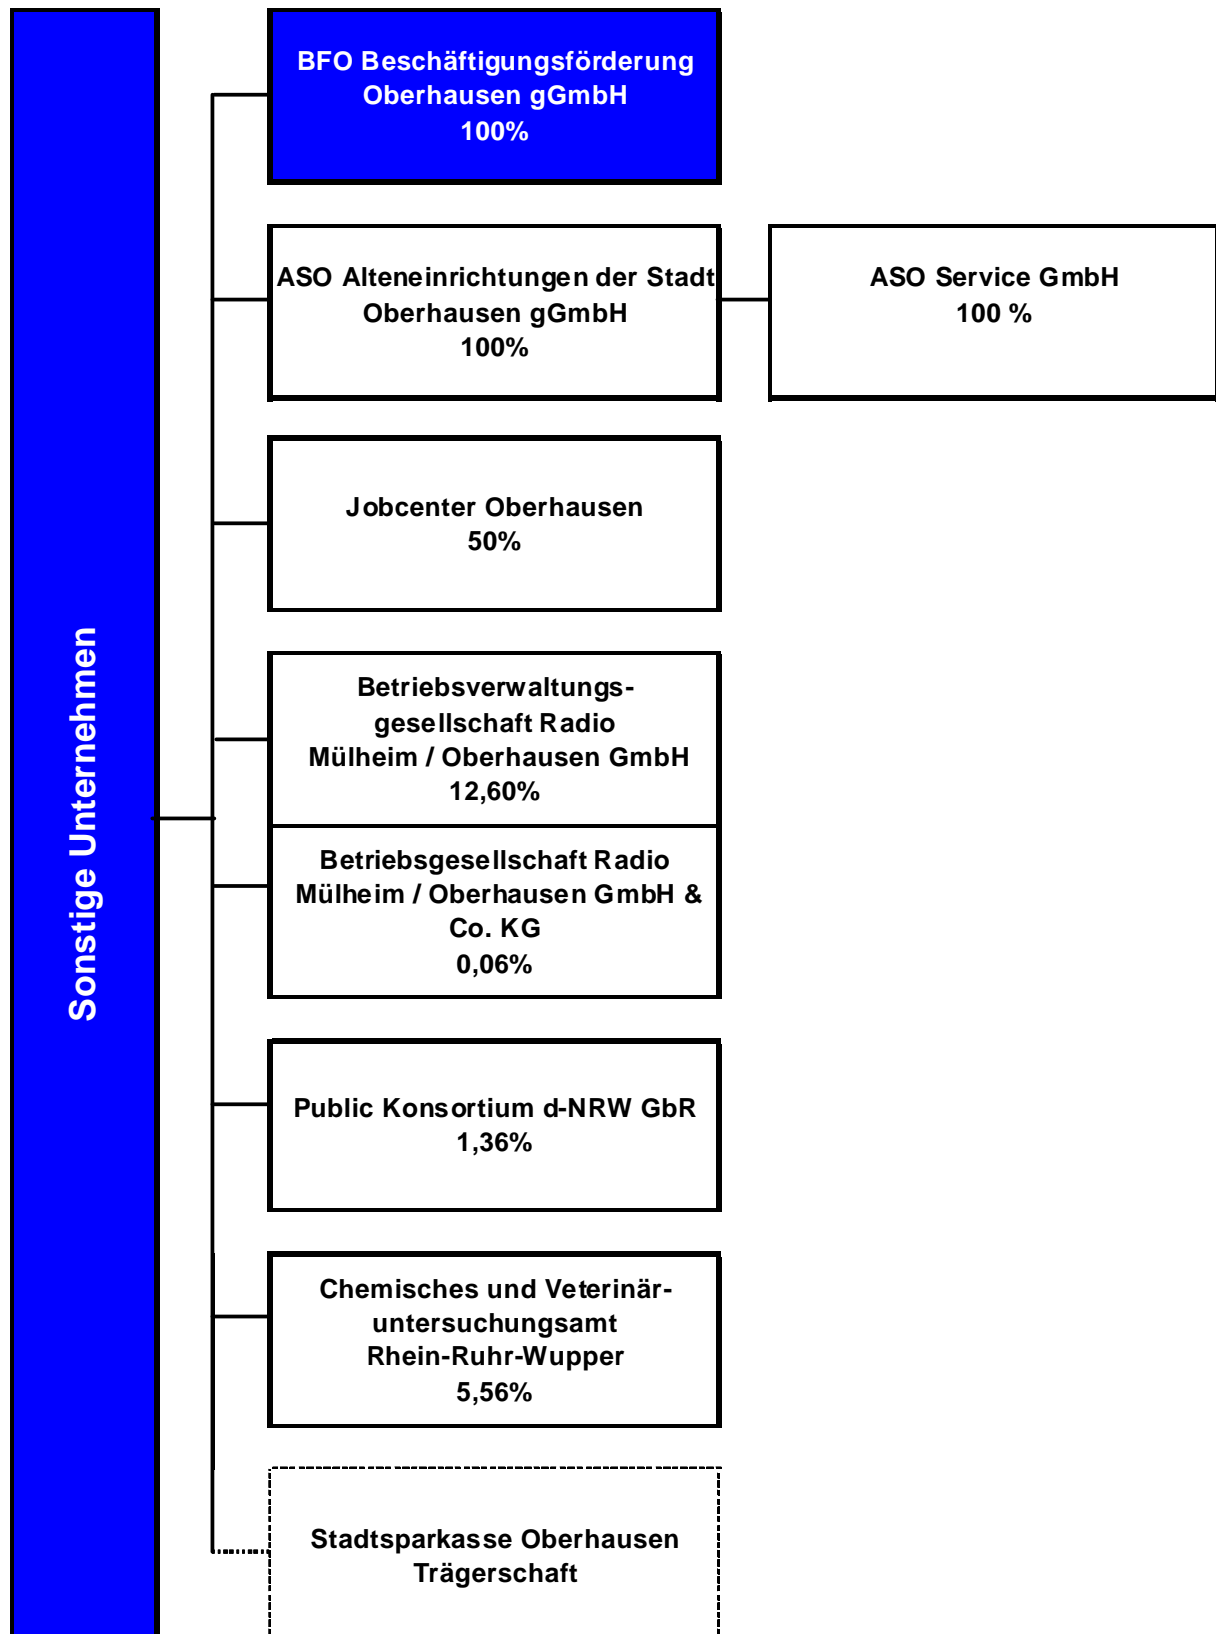 Sonstige Unternehmen
BFO Beschäftigungsförderung
Oberhausen gGmbH
100%
ASO Alteneinrichtungen der Stadt
Oberhausen gGmbH
100%
ASO Service GmbH
100 %
Jobcenter Oberhausen
50%
Betriebsverwaltungs-
gesellschaft Radio
Mülheim / Oberhausen GmbH
12,60%
Betriebsgesellschaft Radio
Mülheim / Oberhausen GmbH &
Co. KG
0,06%
Public Konsortium d-NRW GbR
1,36%
Chemisches und Veterinär-
untersuchungsamt
Rhein-Ruhr-Wupper
5,56%
Stadtsparkasse Oberhausen
Trägerschaft